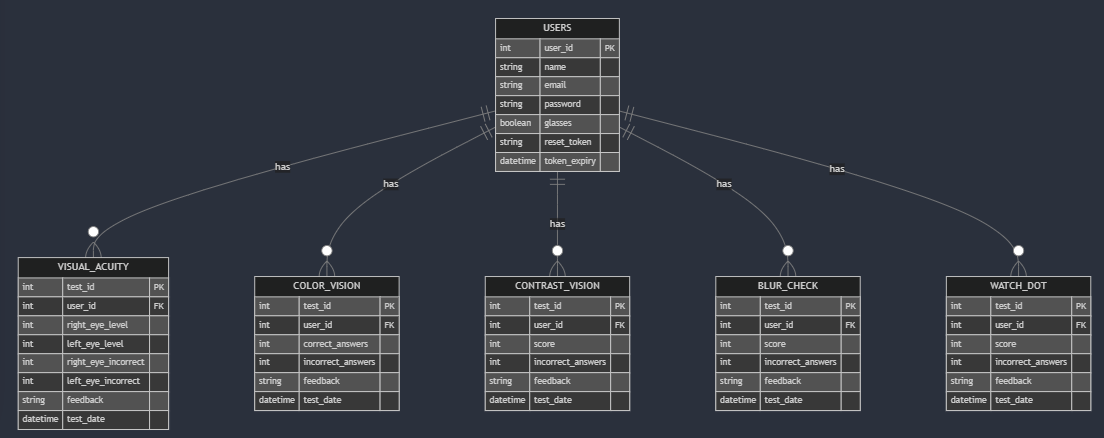 USERS
int user_id PK
string name
string email
string password
boolean glasses
string reset_token
datetime token_expiry
has
has
has
has
has
VISUAL_ACUITY
int test_id PK
int user_id FK
int right_eye_level
int left_eye_level
int right_eye_incorrect
int left_eye_incorrect
string feedback
datetime test_date
COLOR_VISION
int test_id PK
int user_id FK
int correct_answers
int incorrect_answers
string feedback
datetime test_date
CONTRAST_VISION
int test_id PK
int user_id FK
int score
int incorrect_answers
string feedback
datetime test_date
BLUR_CHECK
int test_id PK
int user_id FK
int score
int incorrect_answers
string feedback
datetime test_date
WATCH_DOT
int test_id PK
int user_id FK
int score
int incorrect_answers
string feedback
datetime test_date